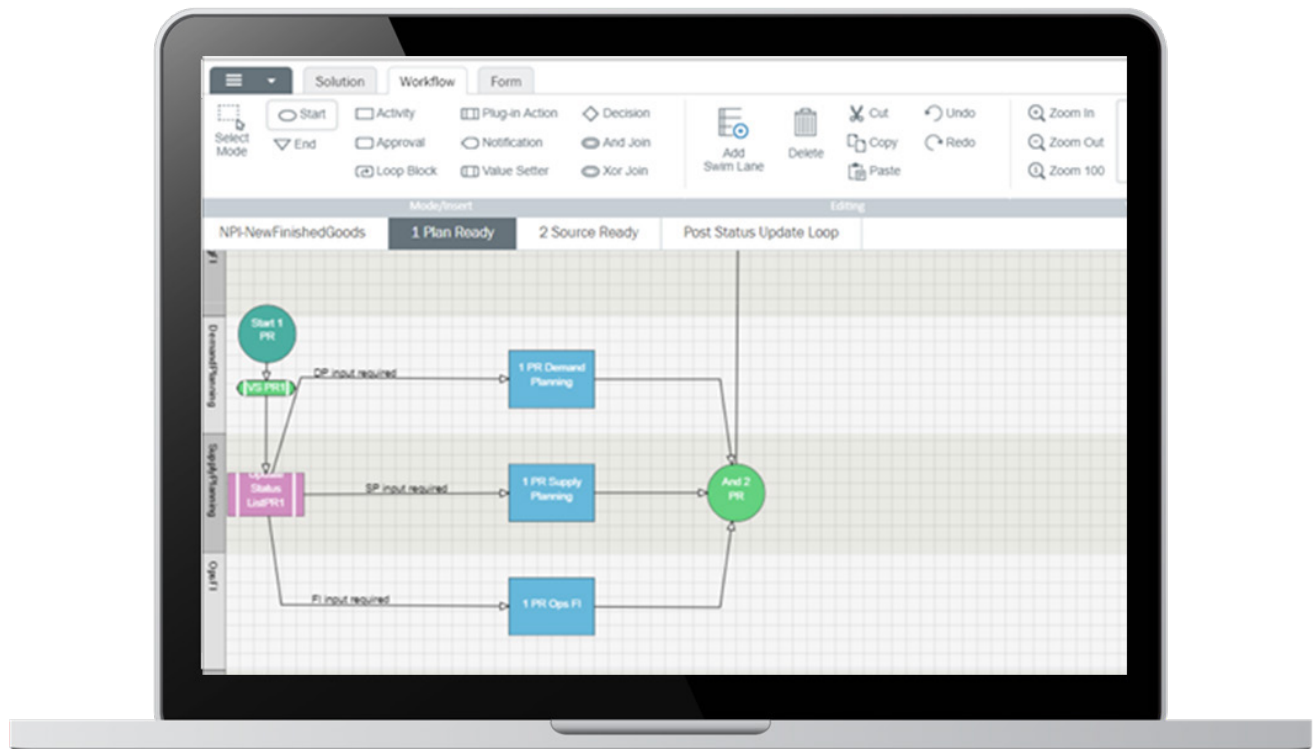 Solution
Workflow
Form
Select
Mode
Start
End
Activity
Approval
Loop Block
Plug-in Action
Notification
Value Setter
Decision
And Join
Xor Join
Add
Swim Lane
Delete
Cut
Copy
Paste
Undo
Redo
Zoom In
Zoom Out
Zoom 100
Mode/Insert
Editing
NPI-NewFinishedGoods
1 Plan Ready
2 Source Ready
Post Status Update Loop
DemandPlanning
SupplyPlanning
OpsFI
Start 1
PR
VS PR1
DP input required
1 PR Demand
Planning
Update
Status
ListPR1
SP input required
1 PR Supply
Planning
And 2
PR
FI input required
1 PR Ops FI